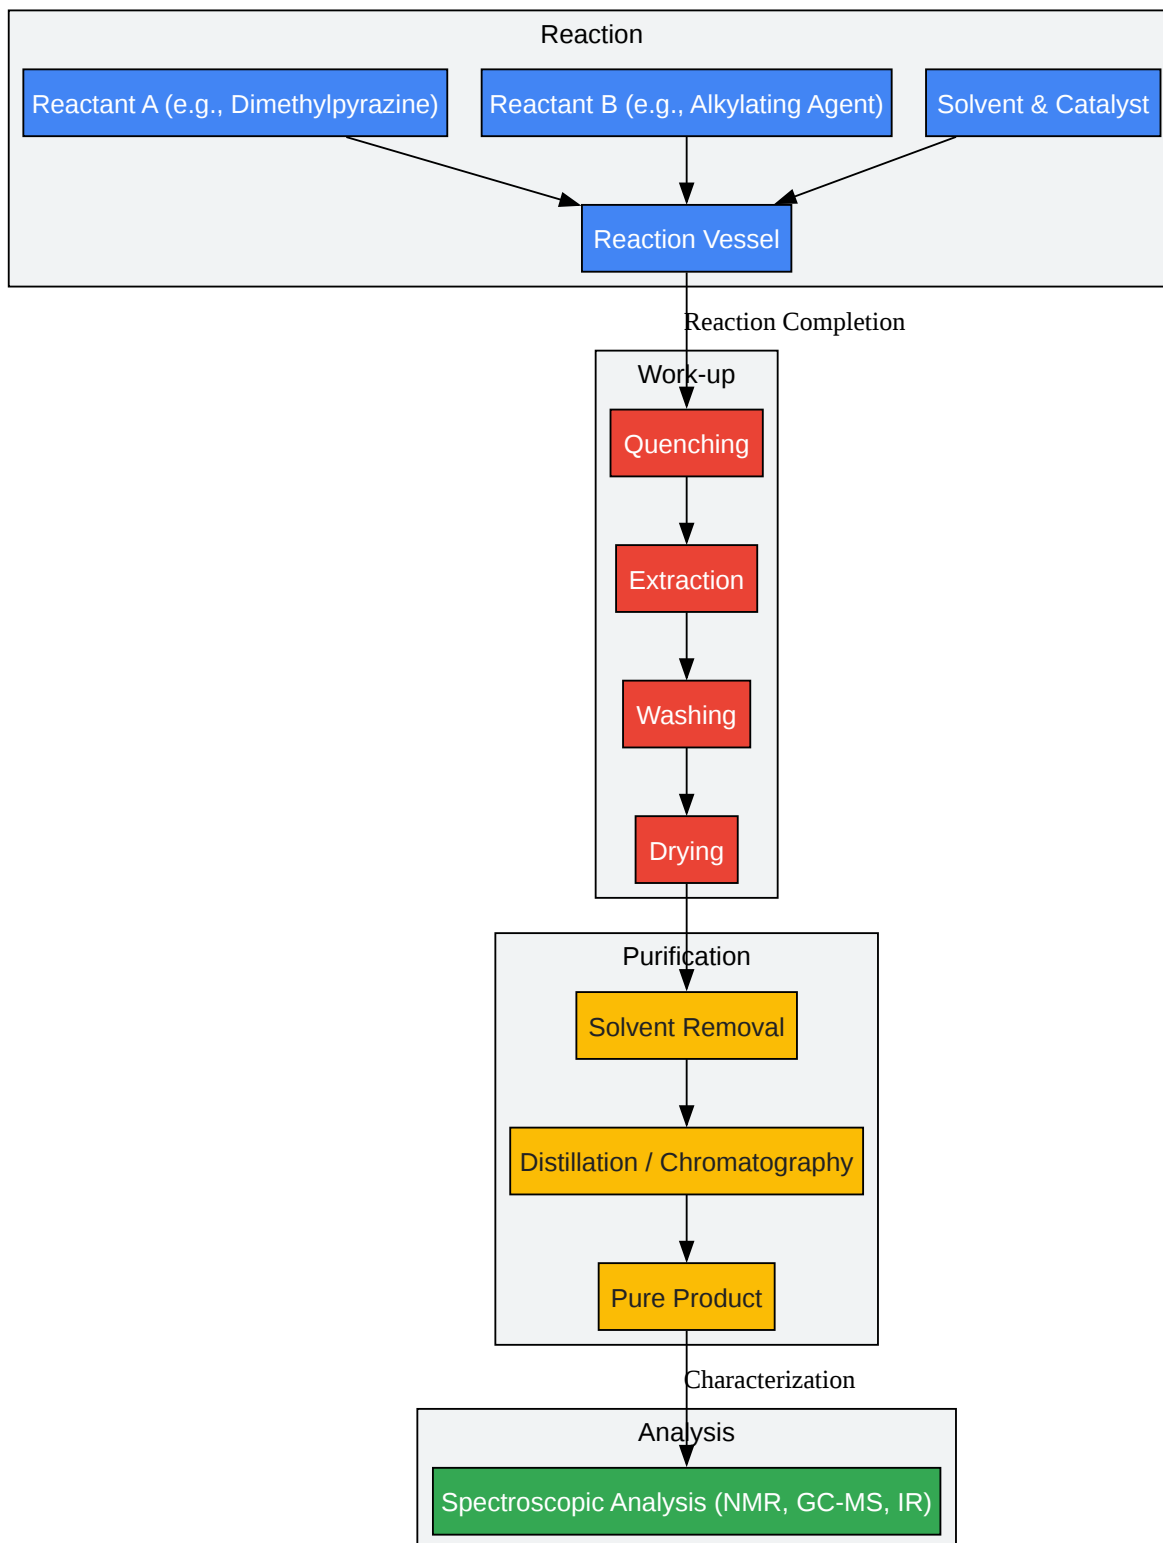 Reaction
Reactant A (e.g., Dimethylpyrazine)
Reactant B (e.g., Alkylating Agent)
Solvent & Catalyst
Reaction Vessel
Reaction Completion
Work-up
Quenching
Extraction
Washing
Drying
Purification
Solvent Removal
Distillation / Chromatography
Pure Product
Characterization
Analysis
Spectroscopic Analysis (NMR, GC-MS, IR)